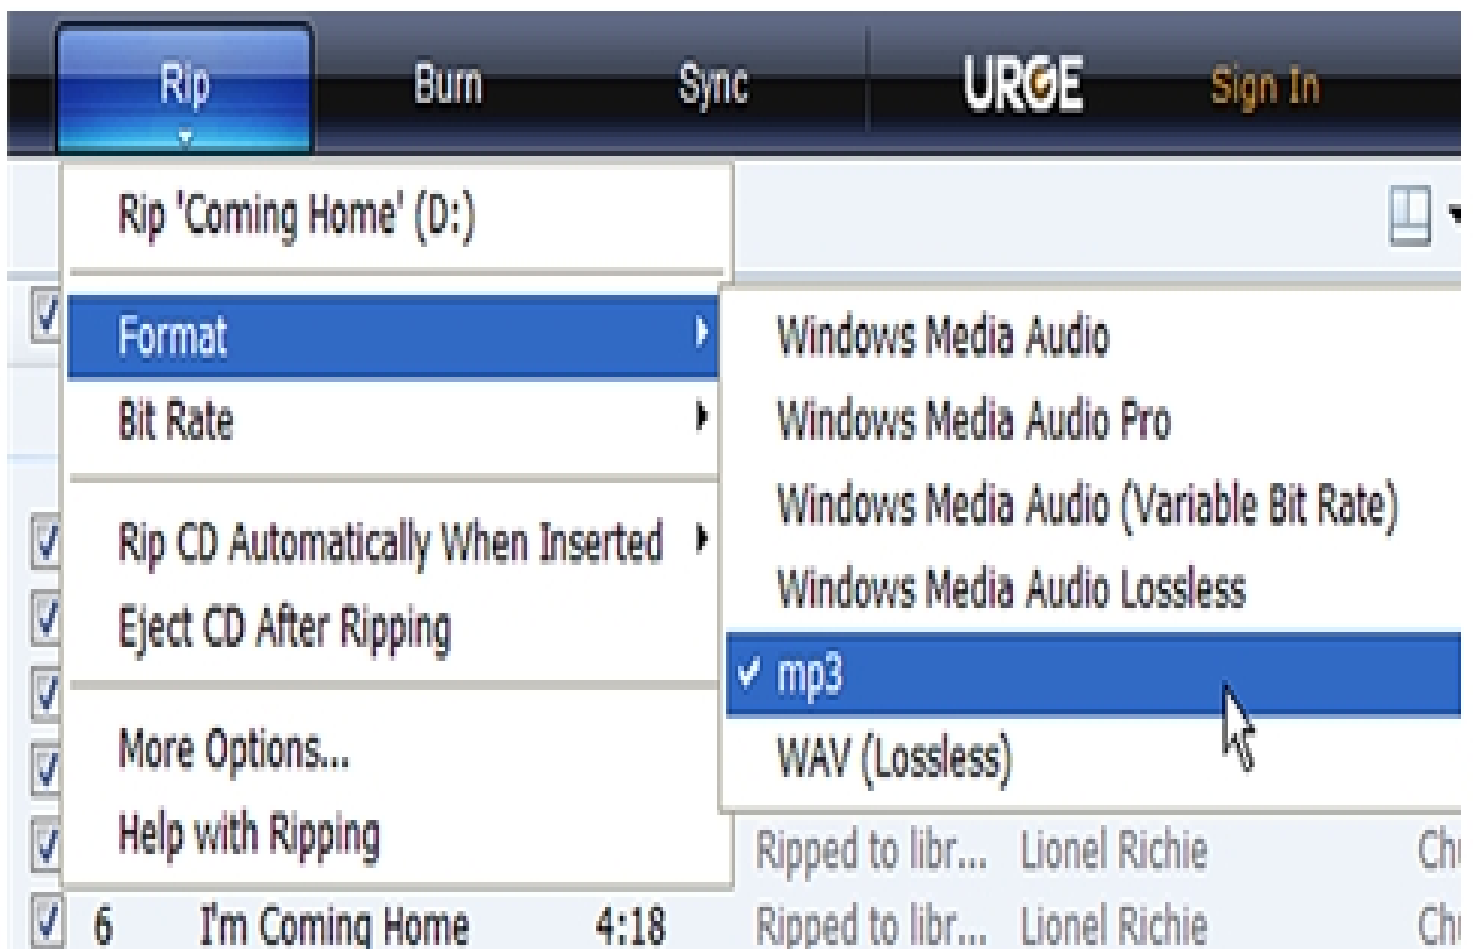 Rip Burn Sync URGE Sign In
Rip 'Coming Home' (D:)
Format
Bit Rate
Rip CD Automatically When Inserted
Eject CD After Ripping
More Options...
Help with Ripping
Windows Media Audio
Windows Media Audio Pro
Windows Media Audio (Variable Bit Rate)
Windows Media Audio Lossless
mp3
WAV (Lossless)
Ripped to libr... Lionel Richie
6 I'm Coming Home 4:18 Ripped to libr... Lionel Richie